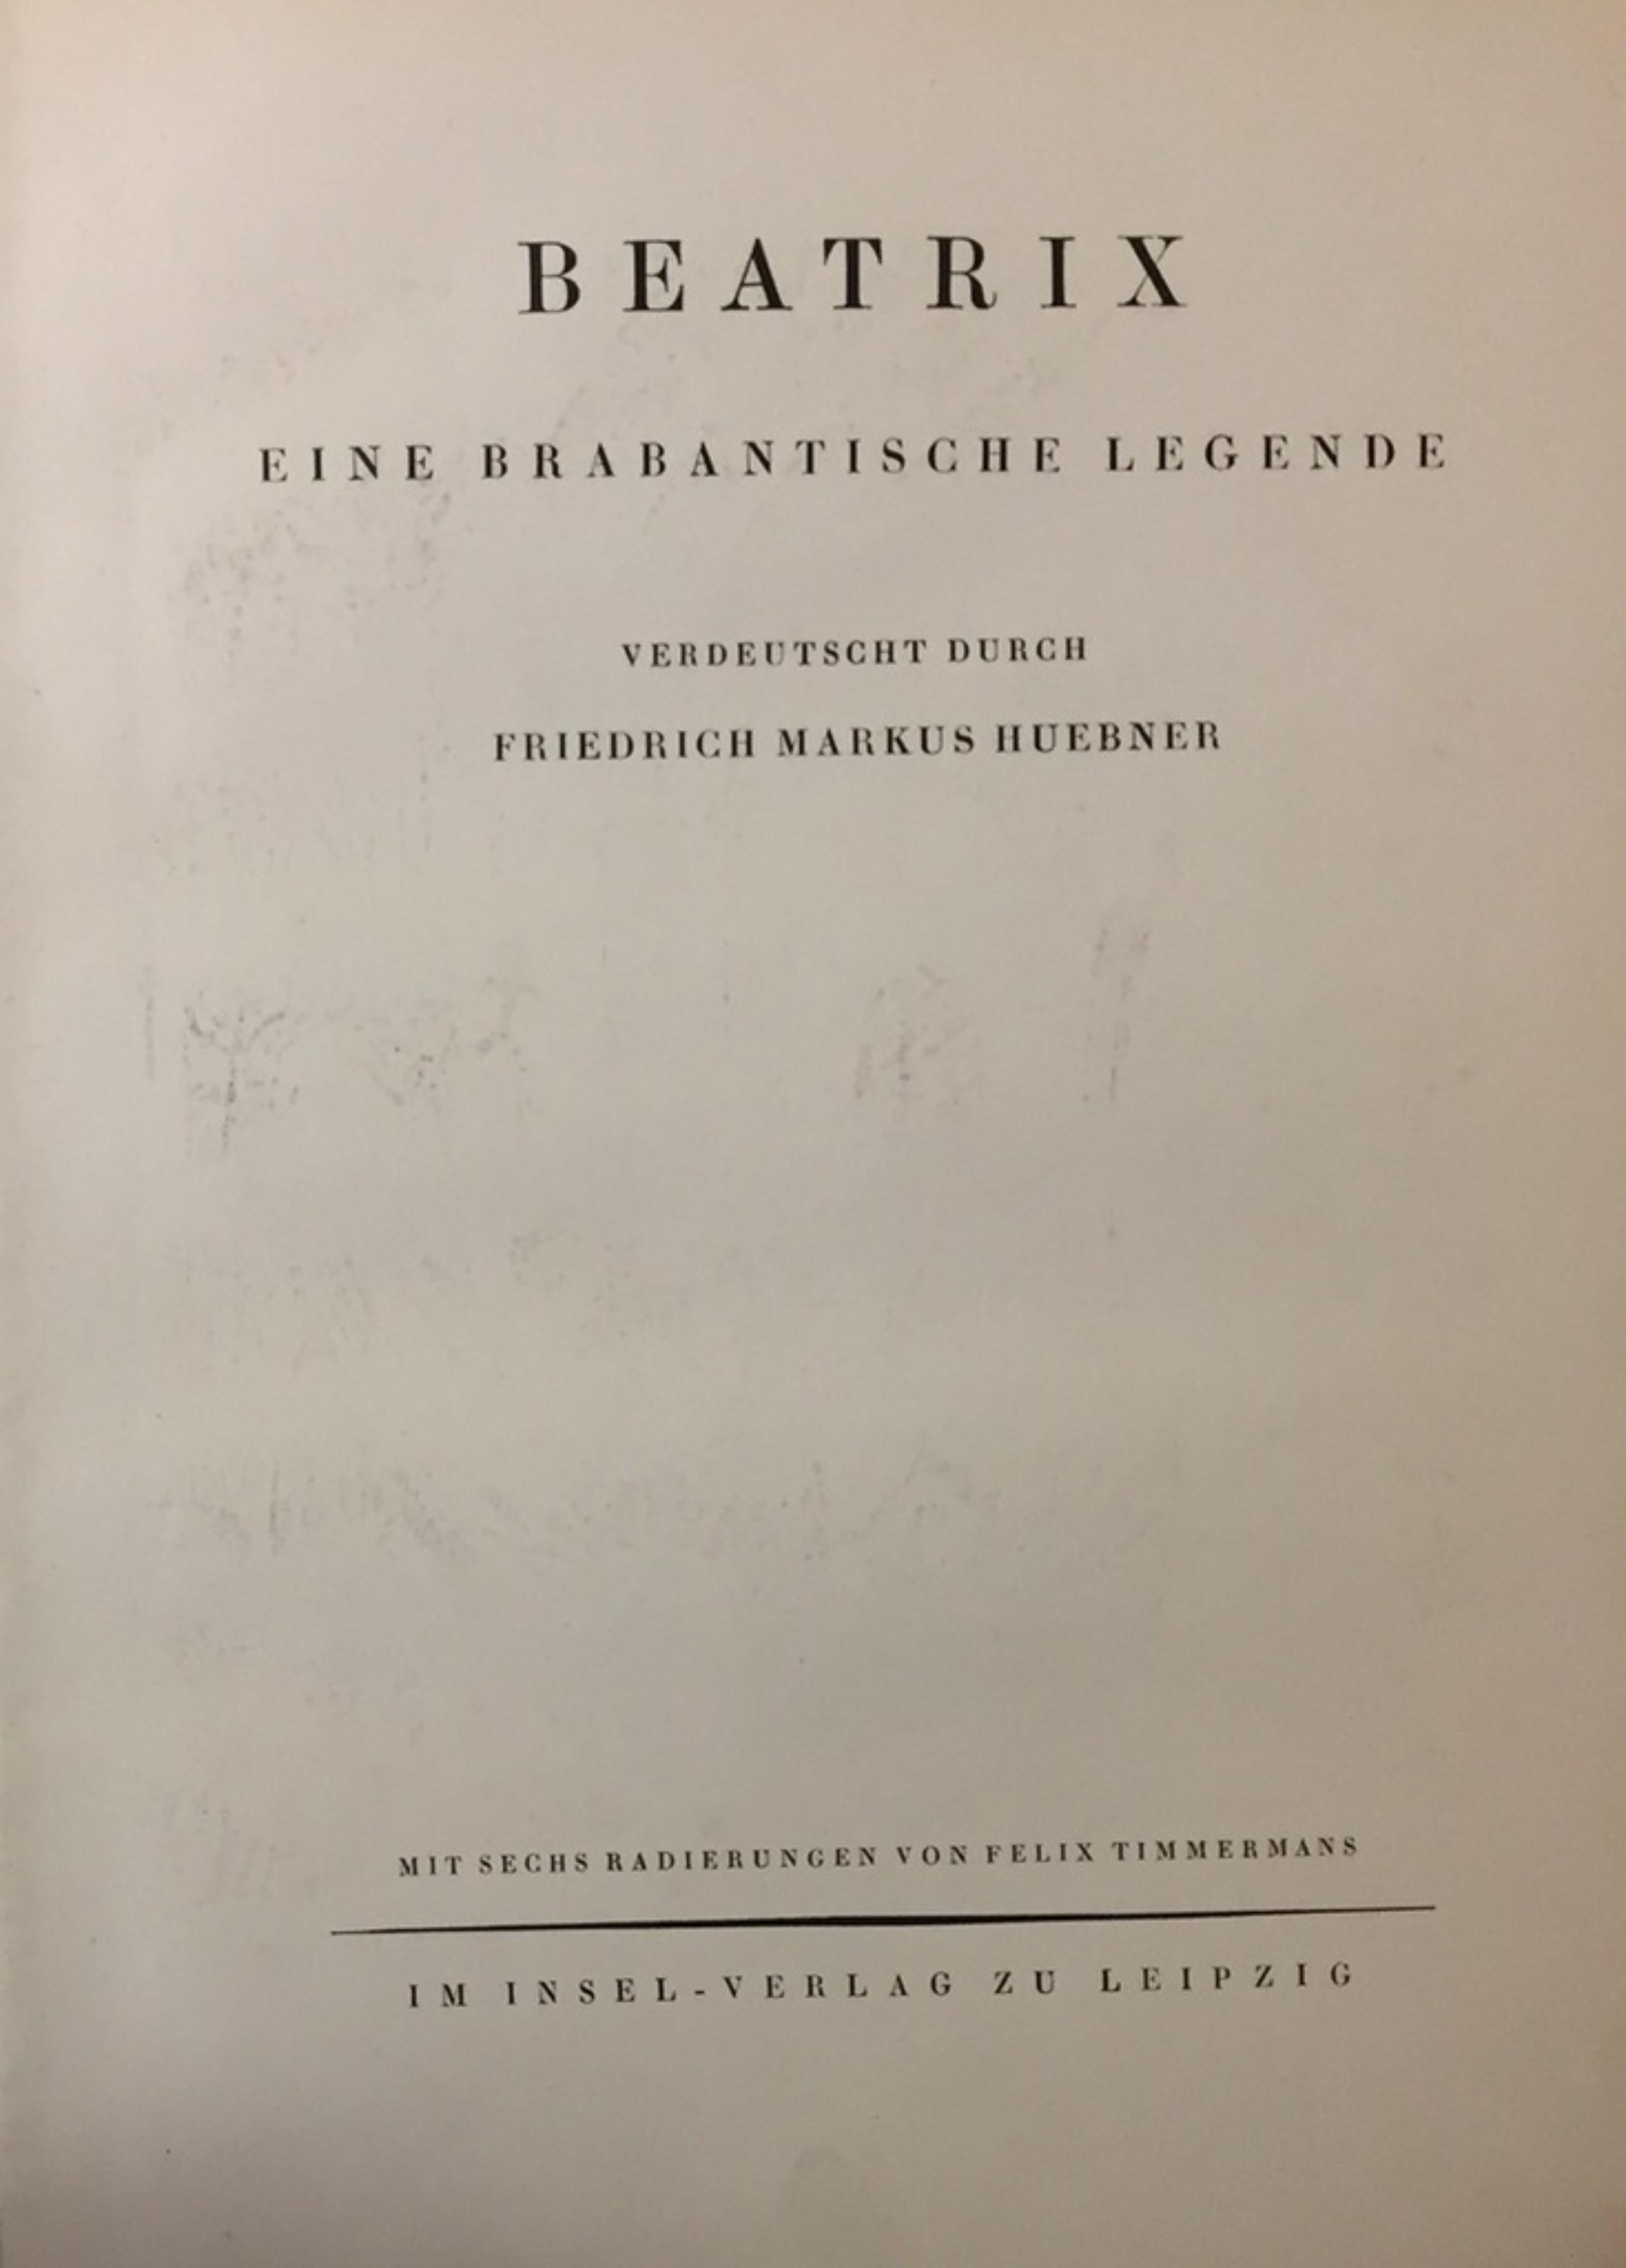 BEATRIX
EINE BRABANTISCHE LEGENDE
VERDEUTSCHT DURCH
FRIEDRICH MARKUS HUEBNER
MIT SECHS RADIERUNGEN VON FELIX TIMMERMANS
IM INSEL-VERLAG ZU LEIPZIG